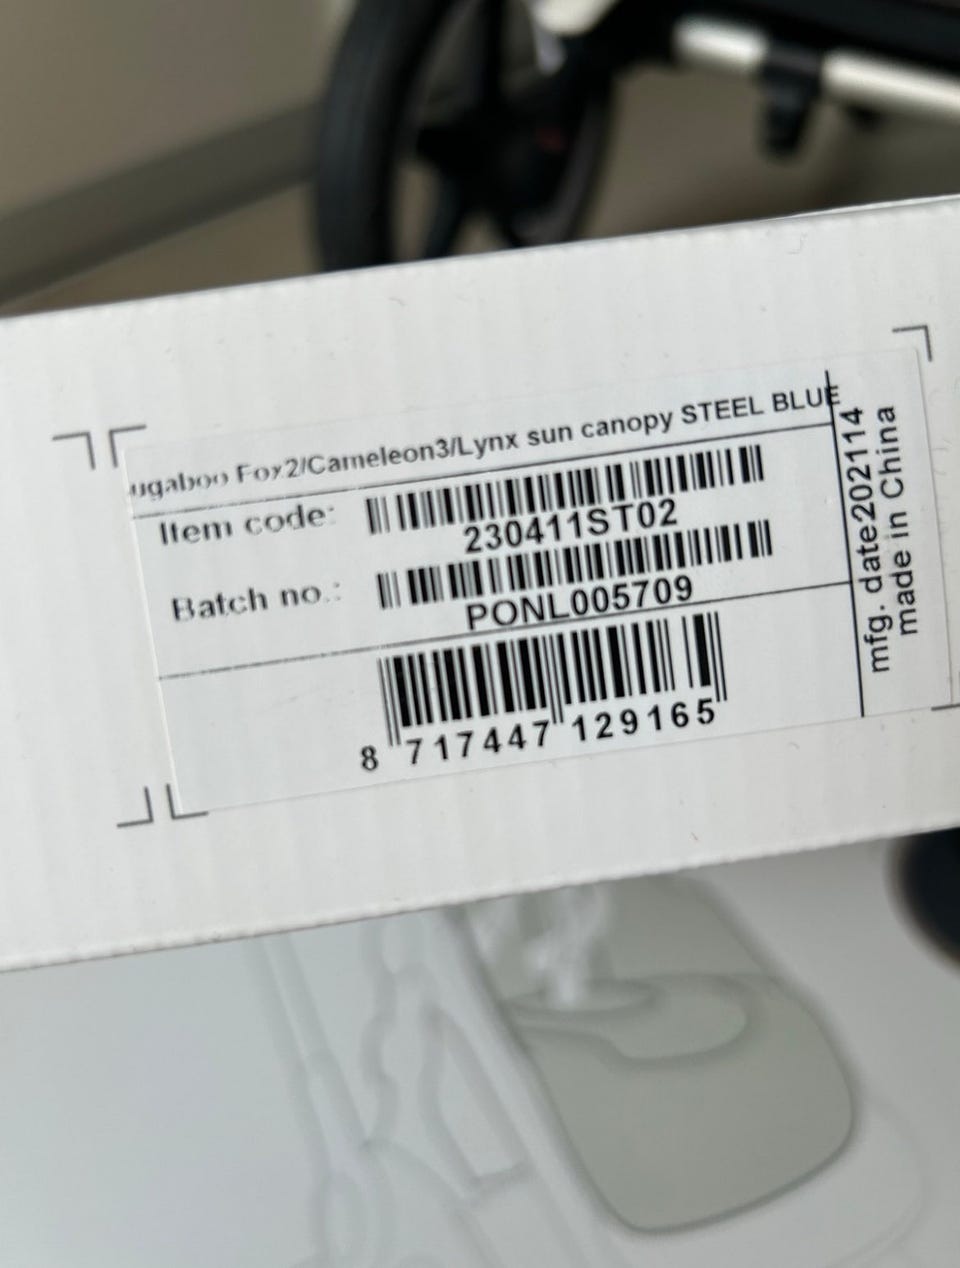 ugaboo Fox2/Cameleon3/Lynx sun canopy STEEL BLUE
Item code:
230411ST02
Batch no.:
PONL005709
8 717447 129165
mfg. date202114
made in China